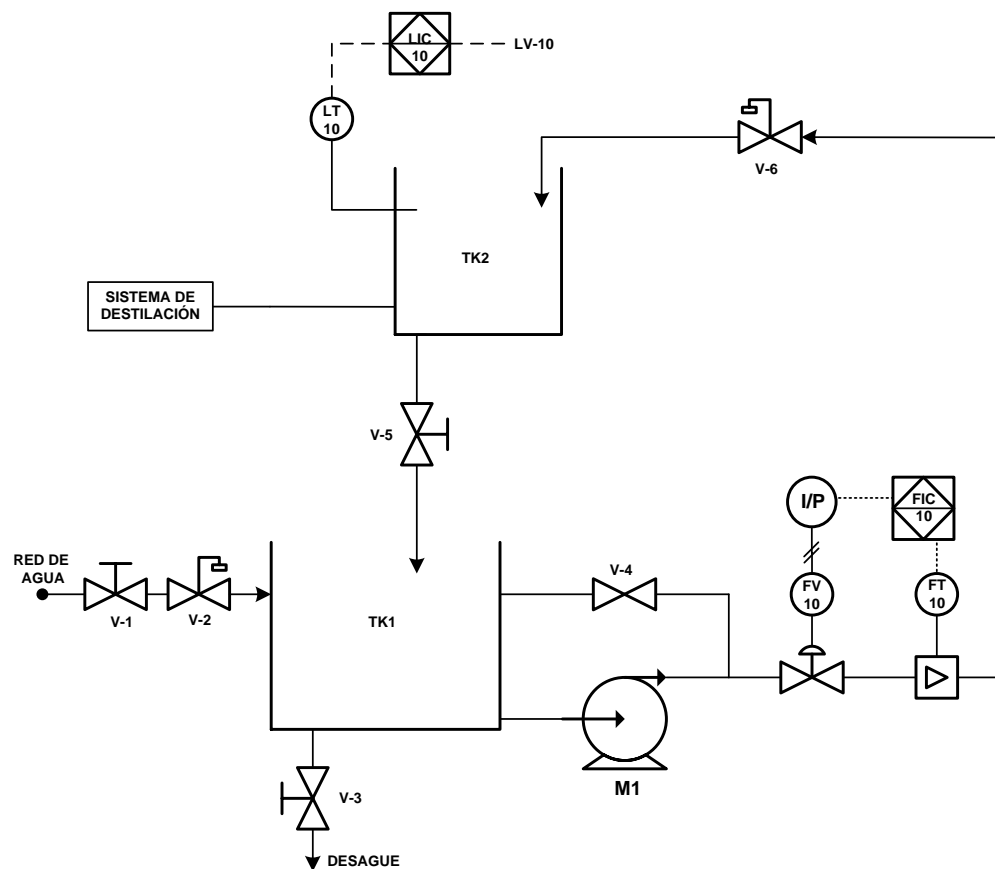 LIC
10
LV-10
LT
10
V-6
TK2
SISTEMA DE
DESTILACIÓN
V-5
I/P
FIC
10
RED DE
AGUA
V-1
V-2
TK1
V-4
FV
10
FT
10
M1
V-3
DESAGUE